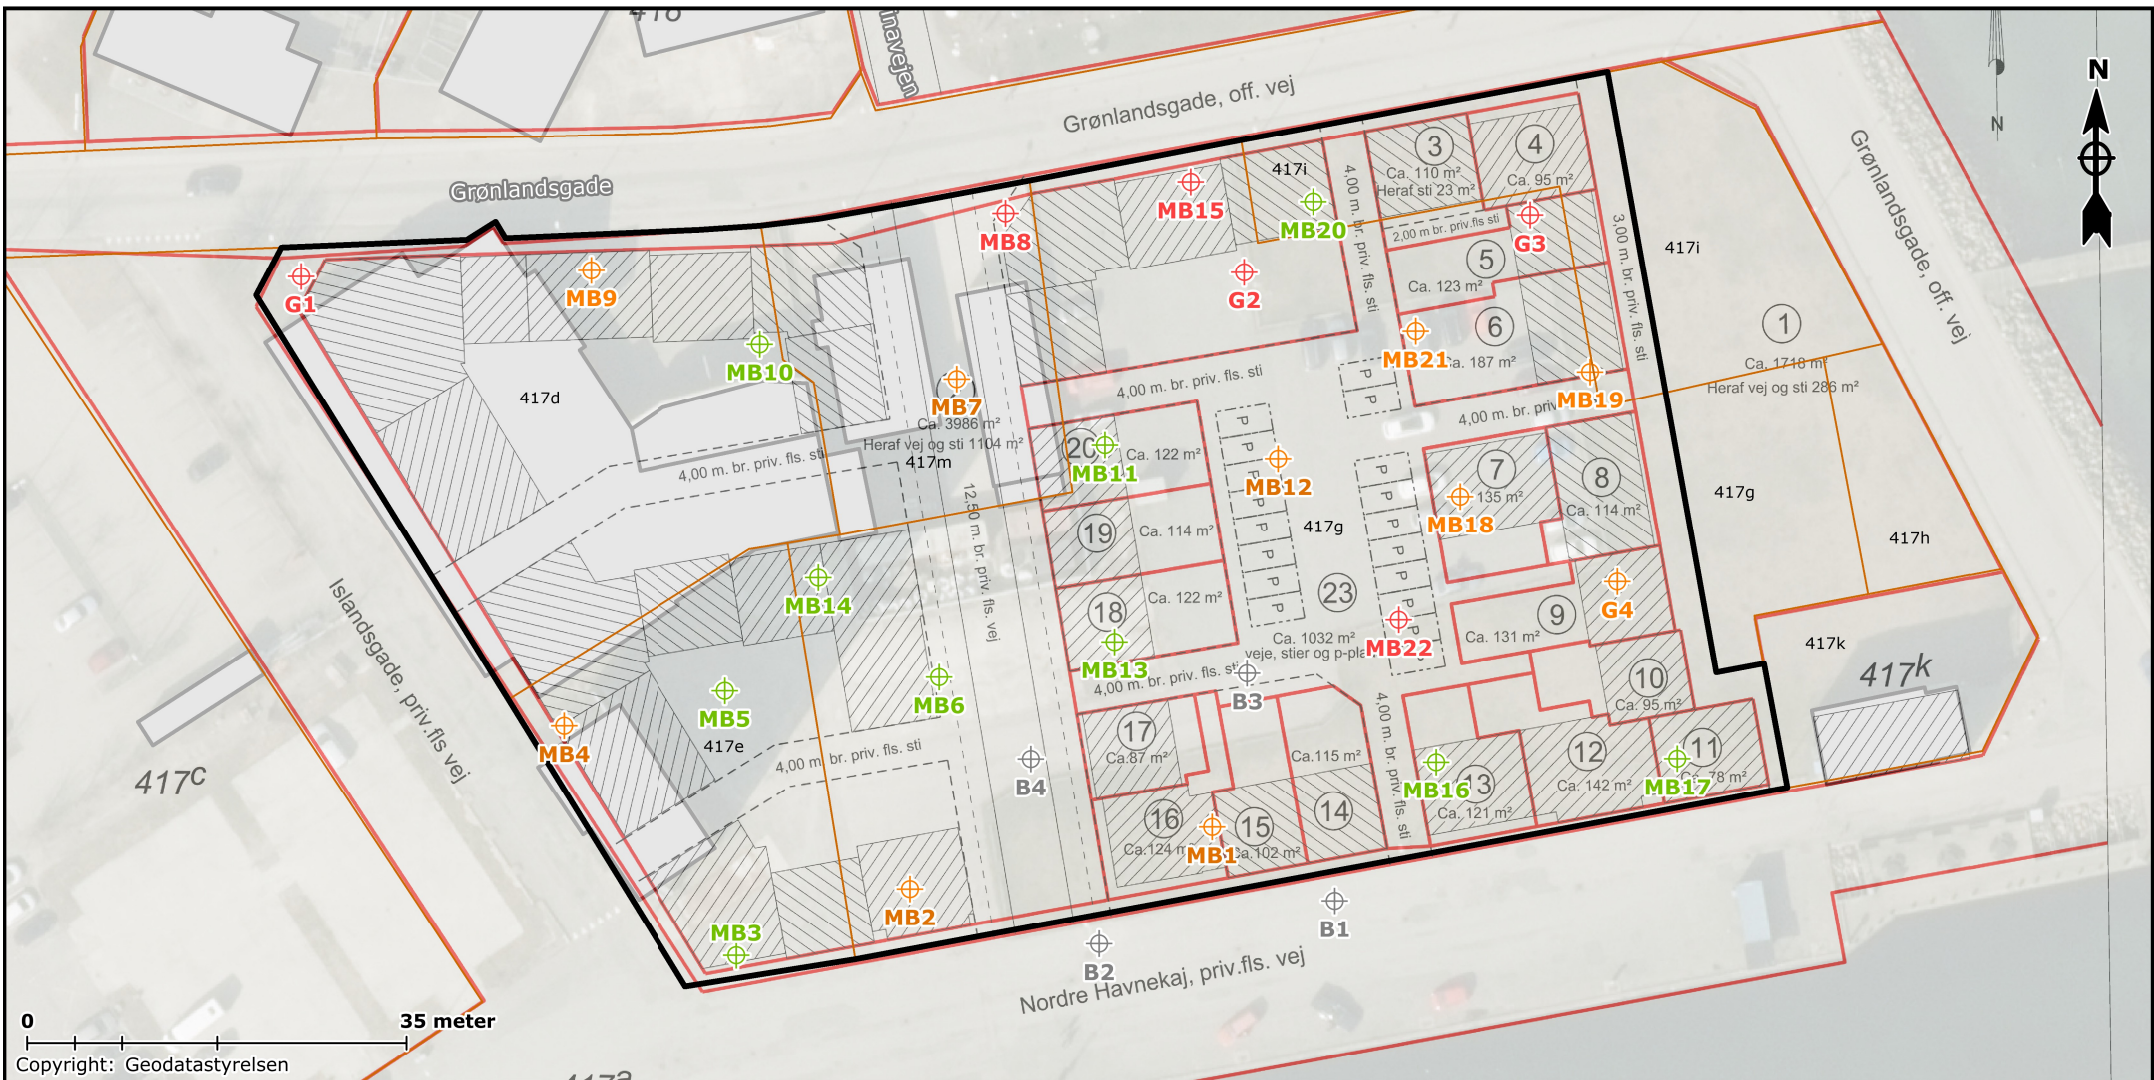 418
inavejen
Grønlandsgade, off. vej
Grønlandsgade
N
N
Grønlandsgade, off. vej
3
Ca. 110 m²
Heraf sti 23 m²
4
Ca. 95 m²
417i
MB15
MB20
MB8
G1
MB9
G2
G3
2,00 m br. priv.fls sti
4,00 m. br. priv. fls. sti
3,00 m. br. priv. fls. sti
5
Ca. 123 m²
417i
1
Ca. 1718 m²
Heraf vej og sti 286 m²
6
Ca. 187 m²
MB21
MB19
MB10
417d
MB7
Ca. 3986 m²
Heraf vej og sti 1104 m²
417m
4,00 m. br. priv. fls. sti
4,00 m. br. priv. fls. sti
4,00 m. br. priv
P
P
20
Ca. 122 m²
MB11
P
P
P
P
P
P
P
MB12
P
P
P
P
P
P
P
7
135 m²
MB18
8
Ca. 114 m²
417g
417g
417h
19
Ca. 114 m²
12,50 m. br. priv. fls vej
MB14
18
Ca. 122 m²
MB13
23
Ca. 1032 m²
veje, stier og p-pla
MB22
9
Ca. 131 m²
G4
417k
417k
Islandsgade, priv.fls vej
417c
MB4
MB5
417e
MB6
4,00 m. br. priv. fls. sti
4,00 m. br. priv. fls. sti
B3
B4
10
Ca. 95 m²
17
Ca.87 m²
Ca.115 m²
4,00 m. br. priv. fls. sti
MB16
13
Ca. 121 m²
12
Ca. 142 m²
11
78 m²
MB17
16
Ca.124 m
MB1
15
Ca.102 m²
14
MB2
MB3
B1
B2
Nordre Havnekaj, priv.fls. vej
0
35 meter
Copyright: Geodatastyrelsen
417a